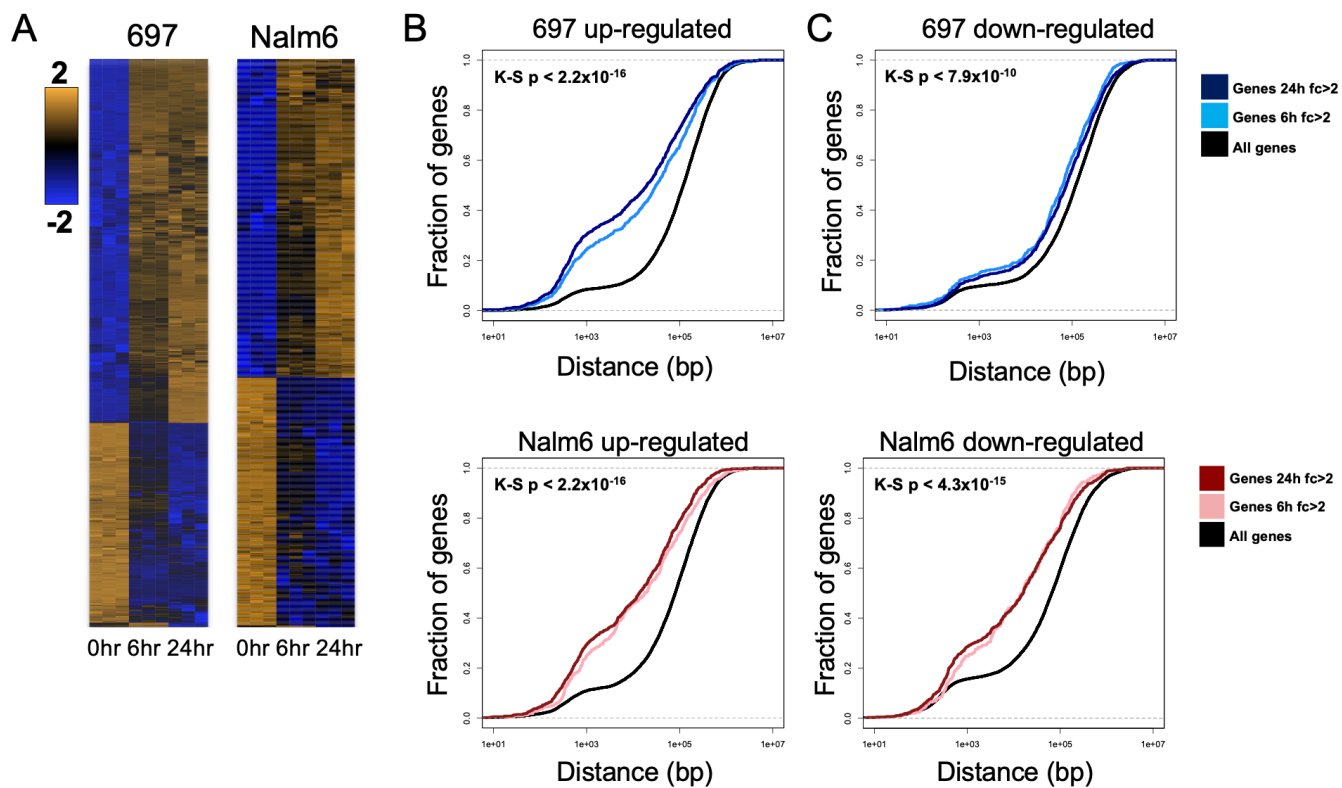 A
697
Nalm6
2
-2
0hr 6hr 24hr
B
697 up-regulated
K-S p < 2.2x10-16
Fraction of genes
0.0
0.2
0.4
0.6
0.8
1.0
1e+01
1e+03
1e+05
1e+07
Distance (bp)
C
697 down-regulated
K-S p < 7.9x10-10
Fraction of genes
0.0
0.2
0.4
0.6
0.8
1.0
1e+01
1e+03
1e+05
1e+07
Distance (bp)
Genes 24h fc>2
Genes 6h fc>2
All genes
Nalm6 up-regulated
K-S p < 2.2x10-16
Fraction of genes
0.0
0.2
0.4
0.6
0.8
1.0
1e+01
1e+03
1e+05
1e+07
Distance (bp)
Nalm6 down-regulated
K-S p < 4.3x10-15
Fraction of genes
0.0
0.2
0.4
0.6
0.8
1.0
1e+01
1e+03
1e+05
1e+07
Distance (bp)
Genes 24h fc>2
Genes 6h fc>2
All genes